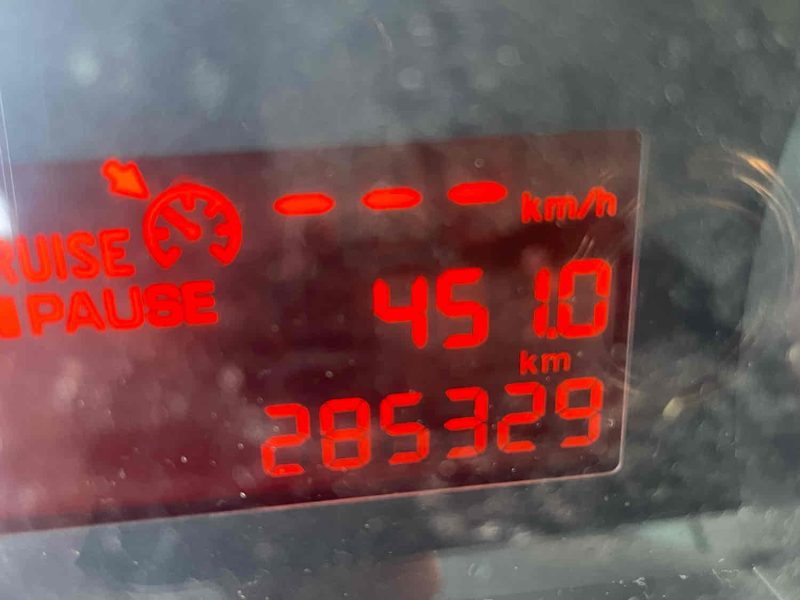 --- km/h
RUISE
PAUSE
451.0
km
285329